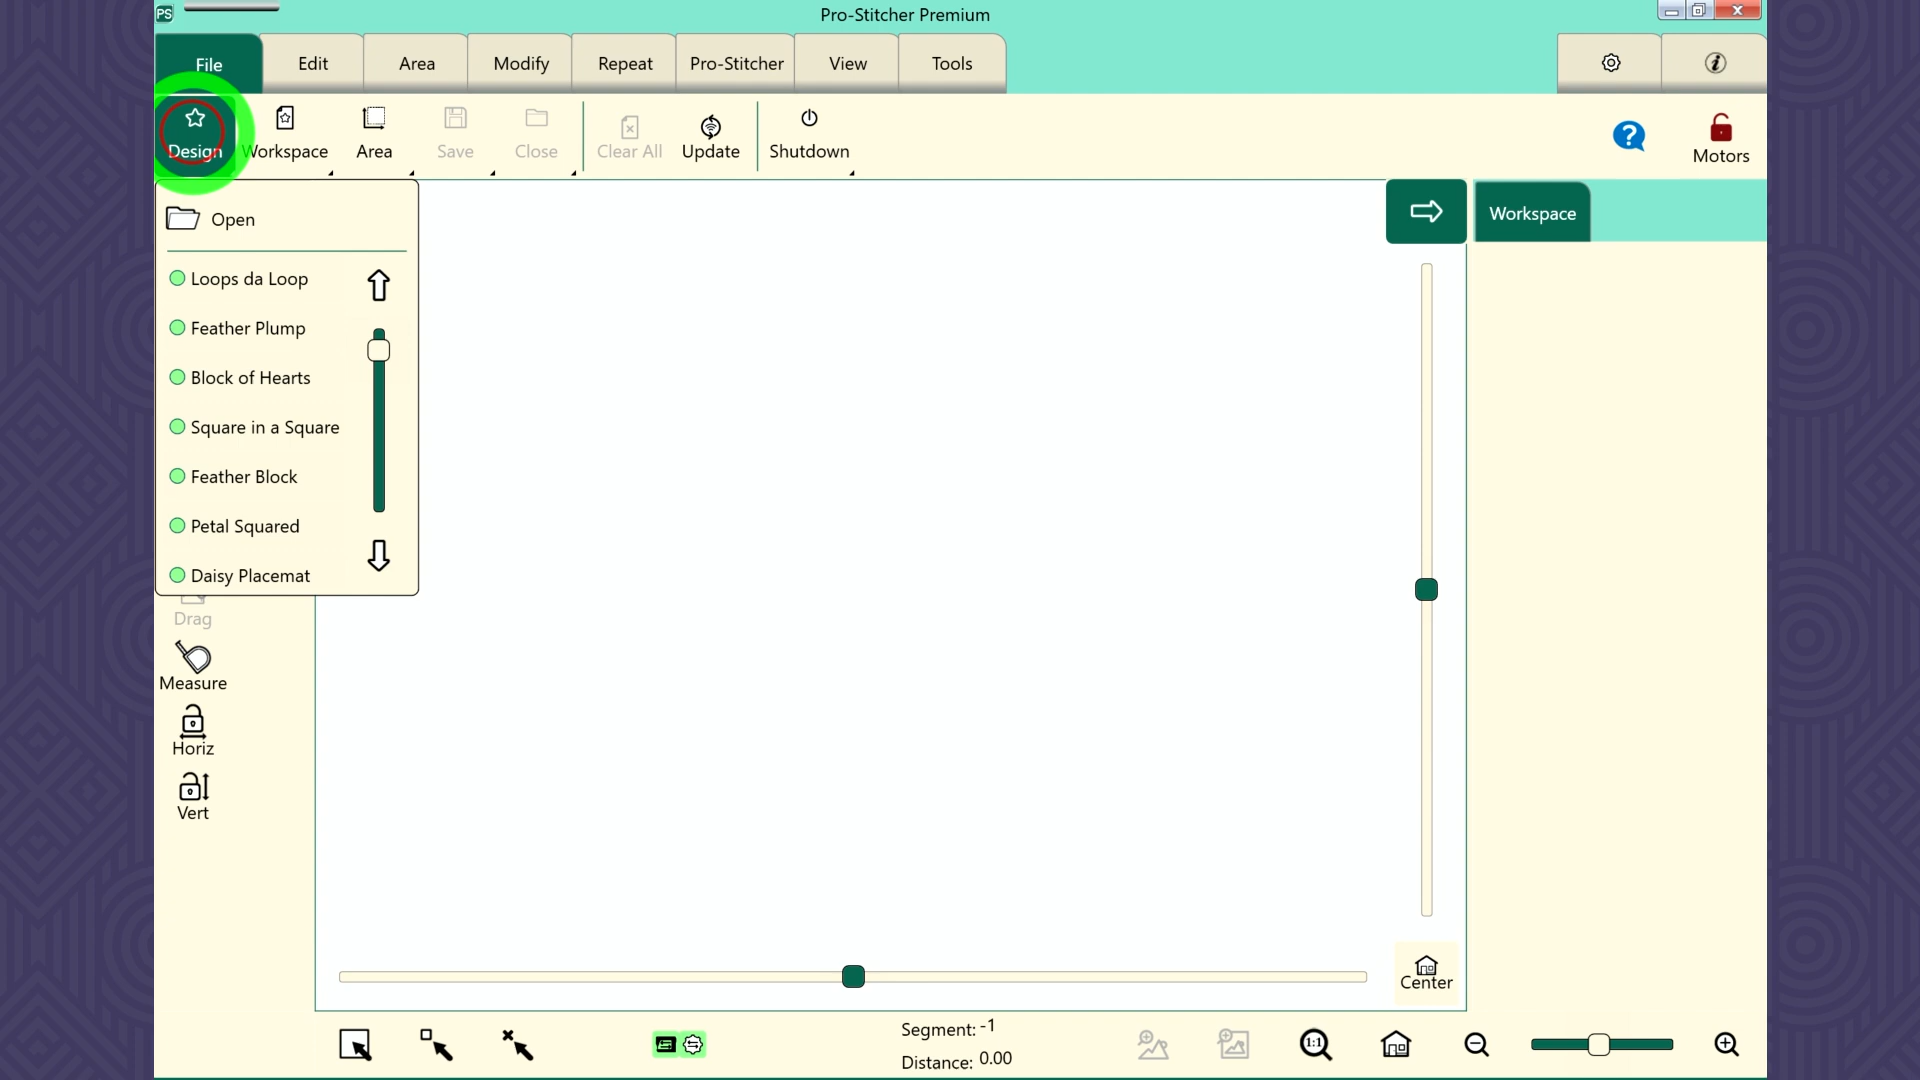 PS
Pro-Stitcher Premium
File Edit Area Modify Repeat Pro-Stitcher View Tools
Design Workspace Area Save Close Clear All Update Shutdown Motors
Open
Workspace
Loops da Loop
Feather Plump
Block of Hearts
Square in a Square
Feather Block
Petal Squared
Daisy Placemat
Drag
Measure
Horiz
Vert
Center
Segment: -1
Distance: 0.00
1:1